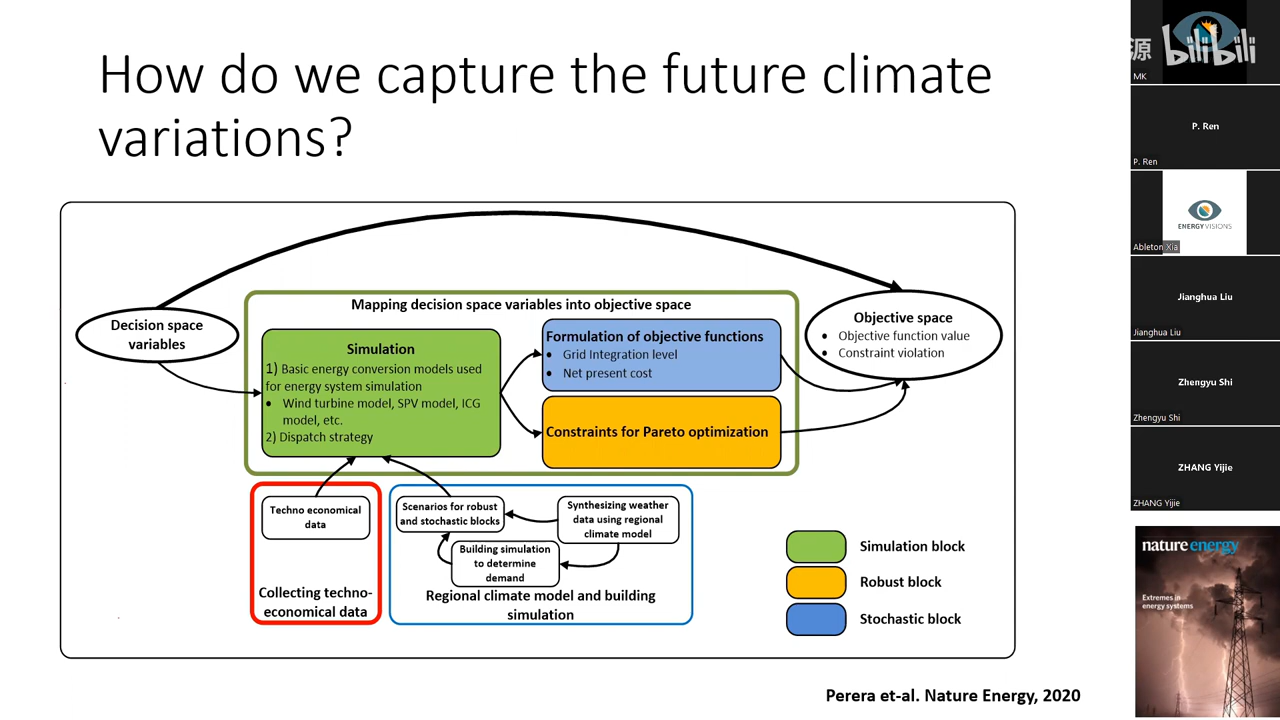 How do we capture the future climate
variations?
Mapping decision space variables into objective space
Decision space
variables
Simulation
1) Basic energy conversion models used
for energy system simulation
• Wind turbine model, SPV model, ICG
model, etc.
2) Dispatch strategy
Formulation of objective functions
• Grid Integration level
• Net present cost
Constraints for Pareto optimization
Objective space
• Objective function value
• Constraint violation
Techno economical
data
Collecting techno-
economical data
Scenarios for robust
and stochastic blocks
Synthesizing weather
data using regional
climate model
Building simulation
to determine
demand
Regional climate model and building
simulation
Simulation block
Robust block
Stochastic block
Perera et-al. Nature Energy, 2020
源
bilibili
MK
P. Ren
P. Ren
ENERGYVISIONS
Ableton Xia
Jianghua Liu
Jianghua Liu
Zhengyu Shi
Zhengyu Shi
ZHANG Yijie
ZHANG Yijie
nature energy
Extremes in
energy systems